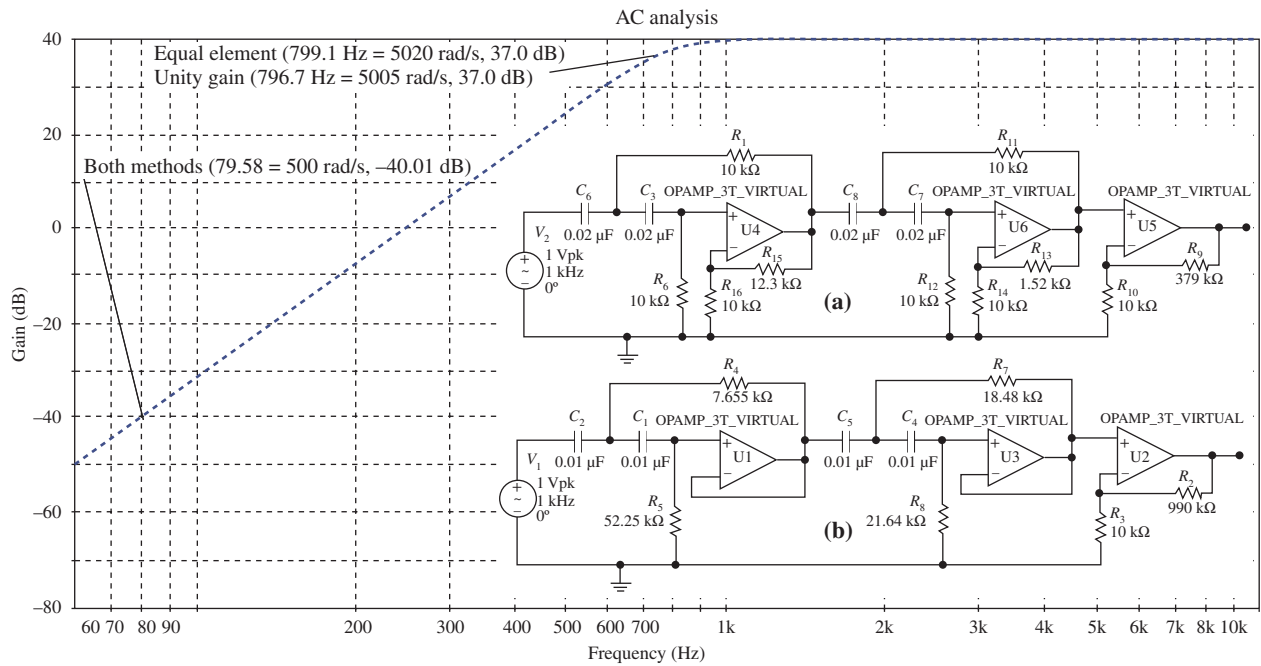 AC analysis
Gain (dB)
40
20
0
–20
–40
–60
–80
Equal element (799.1 Hz = 5020 rad/s, 37.0 dB)
Unity gain (796.7 Hz = 5005 rad/s, 37.0 dB)
Both methods (79.58 = 500 rad/s, –40.01 dB)
R1
10 kΩ
R11
10 kΩ
C6
0.02 µF
C3
0.02 µF
OPAMP_3T_VIRTUAL
U4
C8
0.02 µF
C7
0.02 µF
OPAMP_3T_VIRTUAL
U6
OPAMP_3T_VIRTUAL
U5
V2
1 Vpk
1 kHz
0º
R6
10 kΩ
R15
12.3 kΩ
R16
10 kΩ
(a)
R12
10 kΩ
R13
1.52 kΩ
R14
10 kΩ
R9
379 kΩ
R10
10 kΩ
R4
7.655 kΩ
R7
18.48 kΩ
C2
0.01 µF
C1
0.01 µF
OPAMP_3T_VIRTUAL
U1
C5
0.01 µF
C4
0.01 µF
OPAMP_3T_VIRTUAL
U3
OPAMP_3T_VIRTUAL
U2
V1
1 Vpk
1 kHz
0º
R5
52.25 kΩ
(b)
R8
21.64 kΩ
R2
990 kΩ
R3
10 kΩ
60 70 80 90 200 300 400 500 600 700 1k 2k 3k 4k 5k 6k 7k 8k 10k
Frequency (Hz)